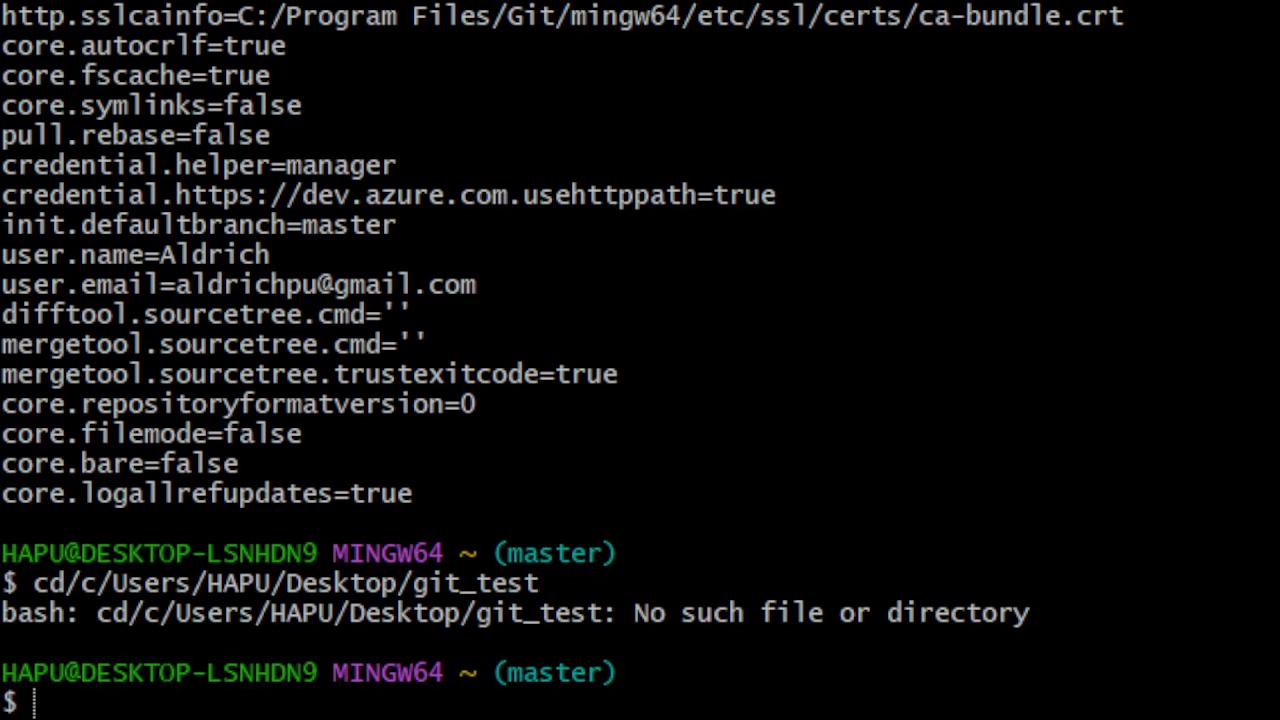 http.sslcainfo=C:/Program Files/Git/mingw64/etc/ssl/certs/ca-bundle.crt
core.autocrlf=true
core.fscache=true
core.symlinks=false
pull.rebase=false
credential.helper=manager
credential.https://dev.azure.com.usehttppath=true
init.defaultbranch=master
user.name=Aldrich
user.email=aldrichpu@gmail.com
difftool.sourcetree.cmd=''
mergetool.sourcetree.cmd=''
mergetool.sourcetree.trustexitcode=true
core.repositoryformatversion=0
core.filemode=false
core.bare=false
core.logallrefupdates=true
HAPU@DESKTOP-LSNHDN9 MINGW64 ~ (master)
$ cd/c/Users/HAPU/Desktop/git_test
bash: cd/c/Users/HAPU/Desktop/git_test: No such file or directory
HAPU@DESKTOP-LSNHDN9 MINGW64 ~ (master)
$